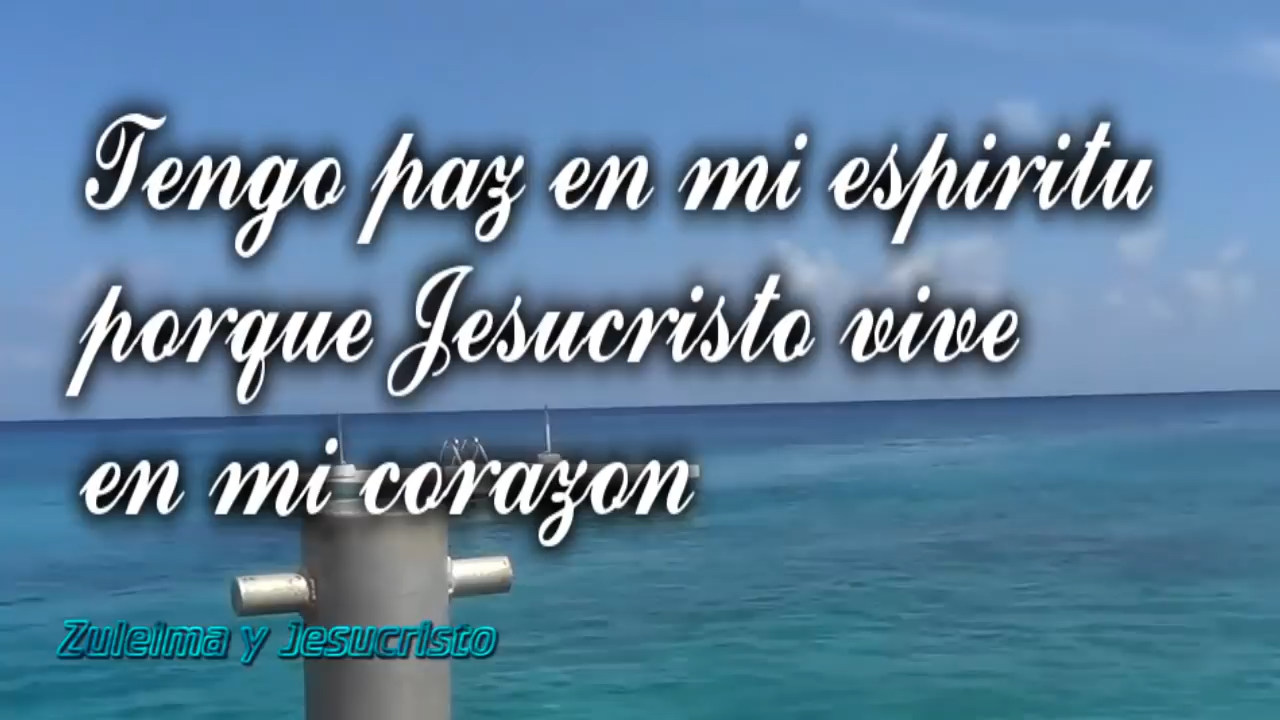 Tengo paz en mi espiritu
porque Jesucristo vive
en mi corazon
Zuleima y Jesucristo